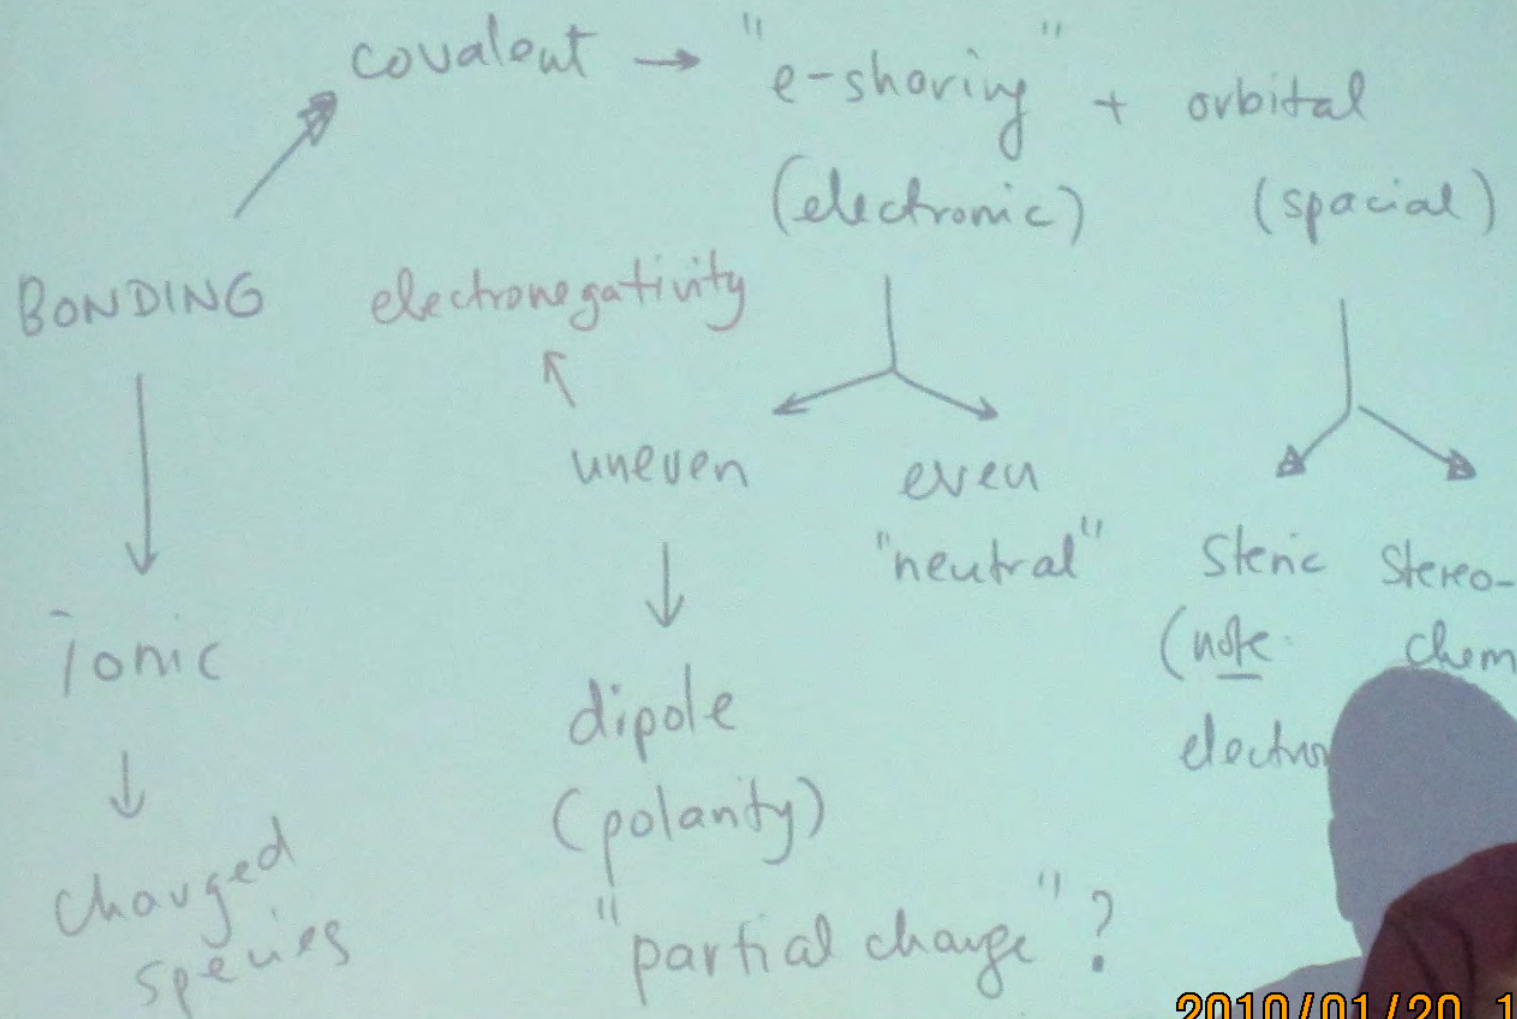 covalent → "e-sharing" + orbital
(electronic) (spacial)
BONDING electronegativity
uneven even
"neutral" Steric Stereo-
ionic (note: chem
dipole electron
(polarity)
charged
species
"partial charge"?
2010/01/20 1